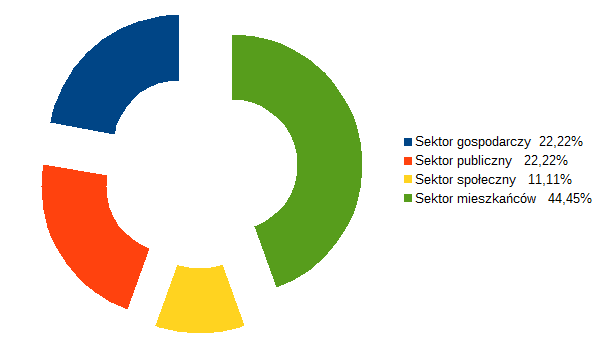 Sektor gospodarczy 22,22%
Sektor publiczny 22,22%
Sektor społeczny 11,11%
Sektor mieszkańców 44,45%